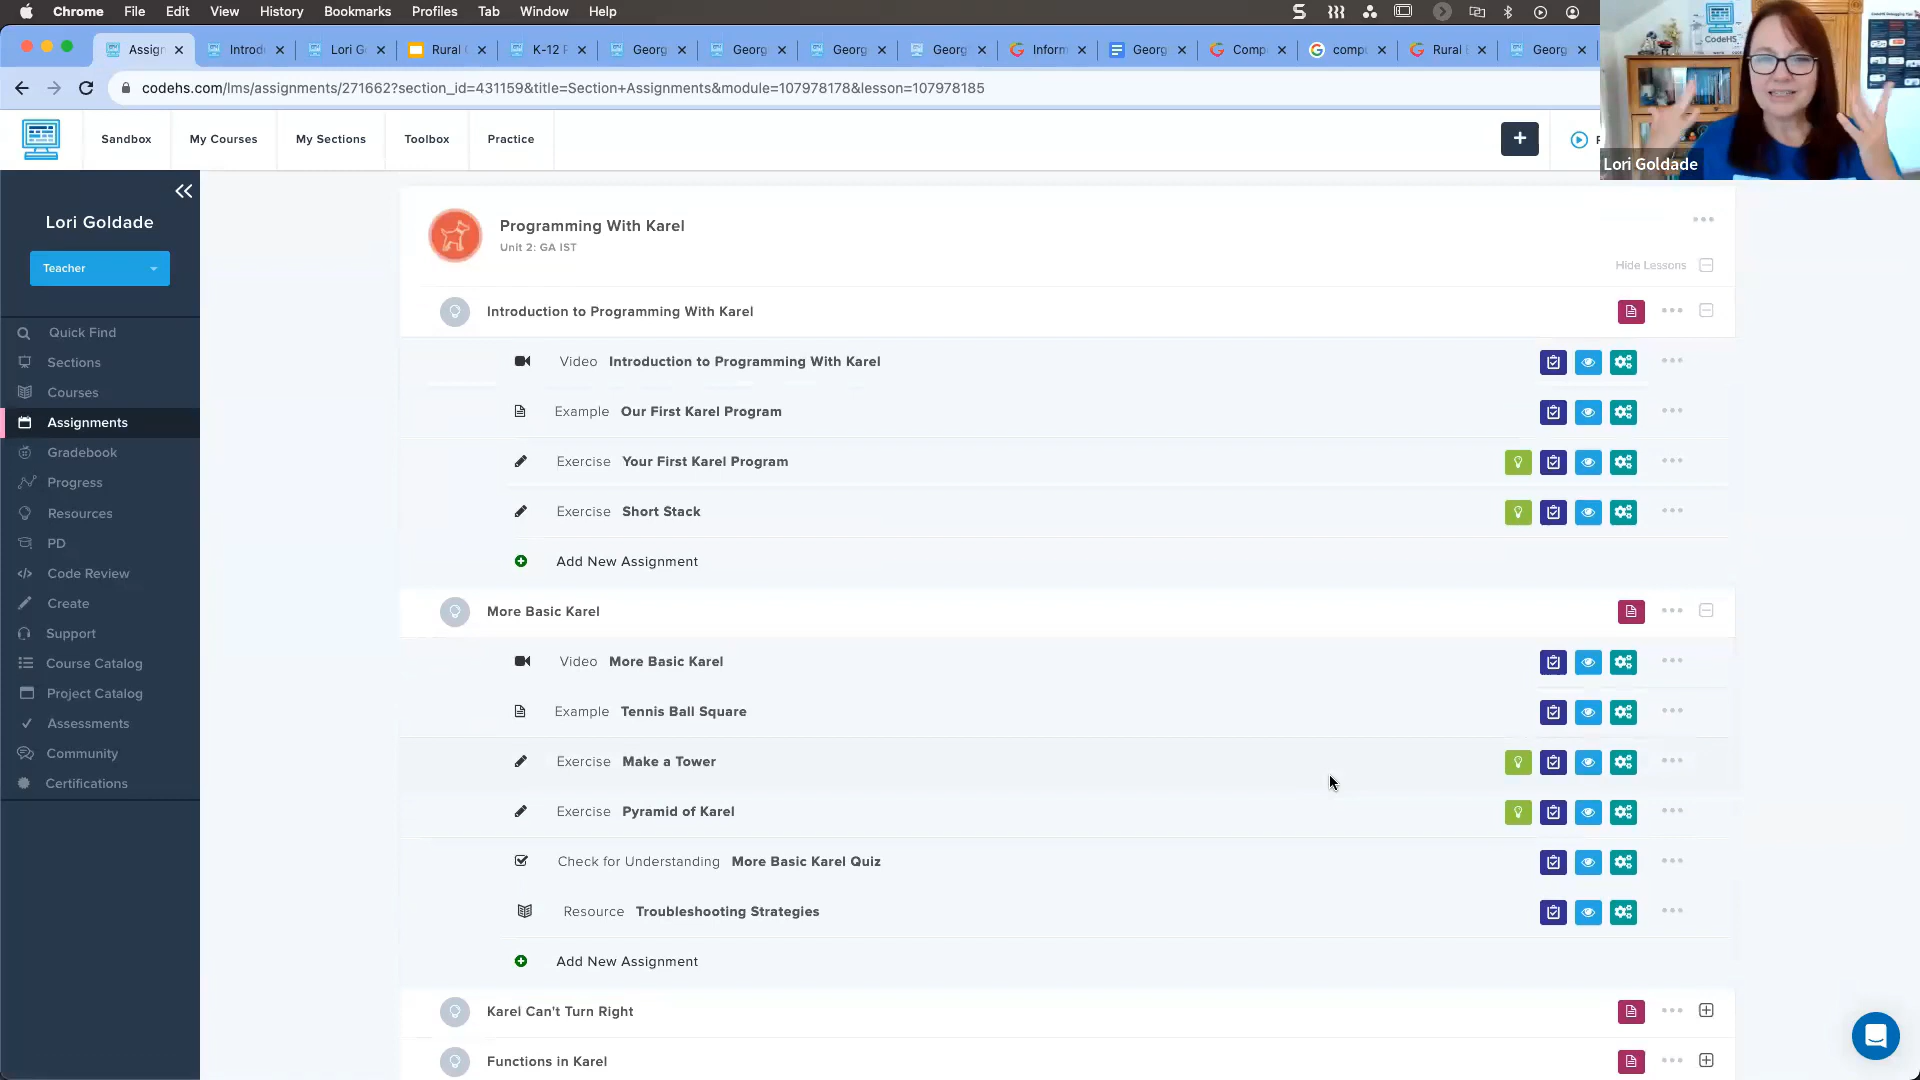 Chrome File Edit View History Bookmarks Profiles Tab Window Help
Assign Introd Lori G Rural K-12 F Georg Georg Georg Georg Inform Georg Comp compu Rural Georg
codehs.com/lms/assignments/271662?section_id=431159&title=Section+Assignments&module=107978178&lesson=107978185
Sandbox My Courses My Sections Toolbox Practice
CodeHS
Lori Goldade
Lori Goldade
Teacher
Quick Find
Sections
Courses
Assignments
Gradebook
Progress
Resources
PD
Code Review
Create
Support
Course Catalog
Project Catalog
Assessments
Community
Certifications
Programming With Karel
Unit 2: GA IST
Hide Lessons
Introduction to Programming With Karel
Video Introduction to Programming With Karel
Example Our First Karel Program
Exercise Your First Karel Program
Exercise Short Stack
Add New Assignment
More Basic Karel
Video More Basic Karel
Example Tennis Ball Square
Exercise Make a Tower
Exercise Pyramid of Karel
Check for Understanding More Basic Karel Quiz
Resource Troubleshooting Strategies
Add New Assignment
Karel Can't Turn Right
Functions in Karel